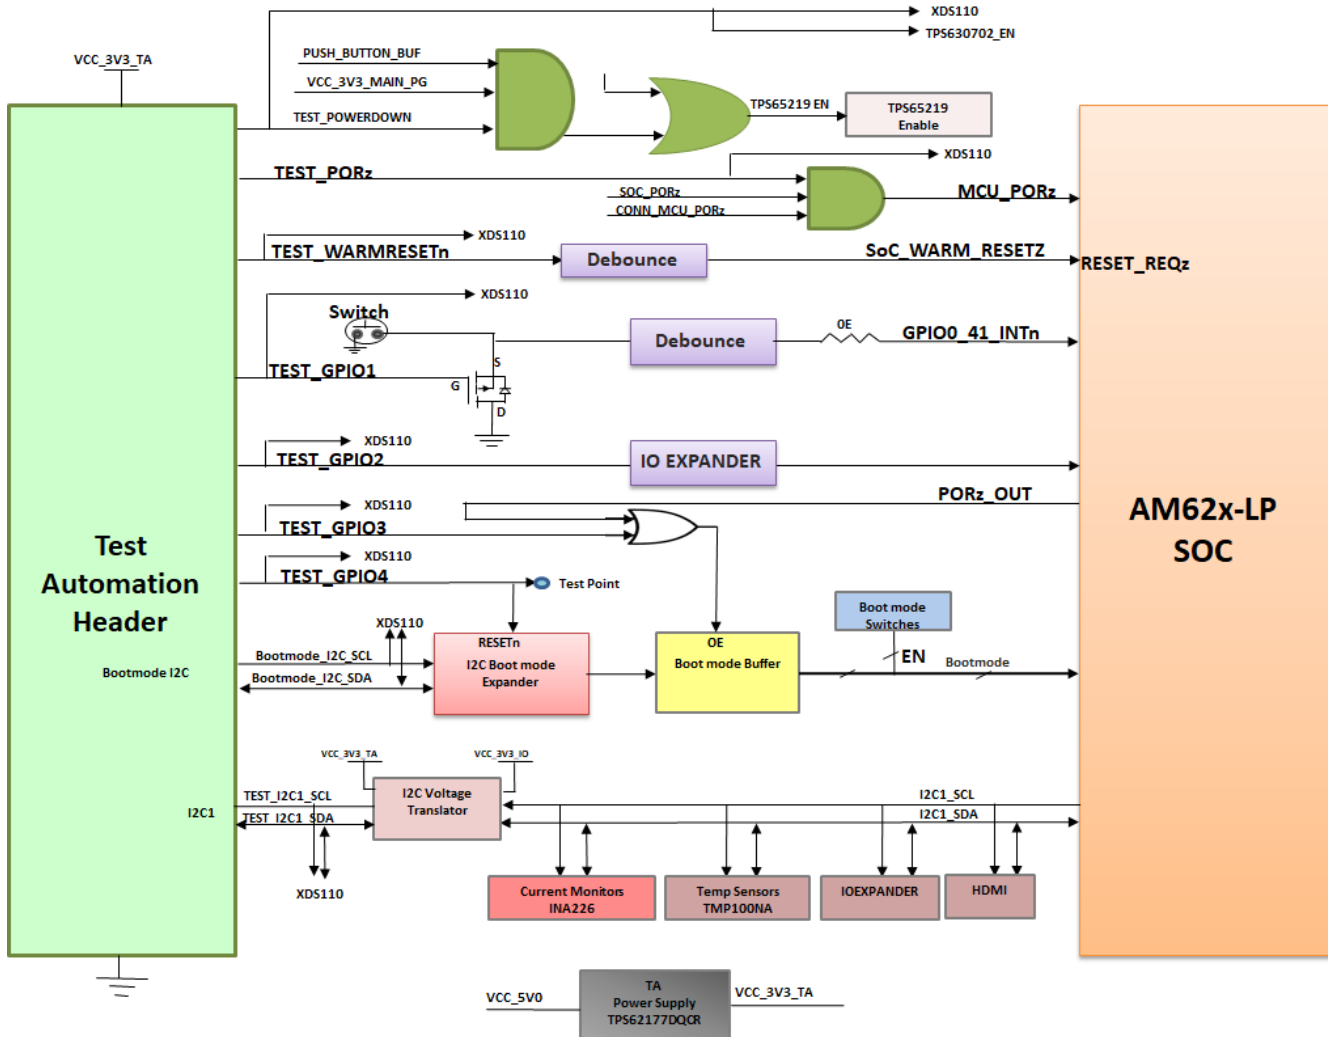 XDS110
TPS630702_EN
VCC_3V3_TA
PUSH_BUTTON_BUF
VCC_3V3_MAIN_PG
TEST_POWERDOWN
TPS65219 EN
TPS65219
Enable
XDS110
TEST_PORz
SOC_PORz
CONN_MCU_PORz
MCU_PORz
XDS110
TEST_WARMRESETn
Debounce
SoC_WARM_RESETZ
RESET_REQz
XDS110
Switch
Debounce
OE
GPIO0_41_INTn
TEST_GPIO1
S
G
D
XDS110
TEST_GPIO2
IO EXPANDER
PORz_OUT
XDS110
TEST_GPIO3
XDS110
TEST_GPIO4
Test Point
Test
Automation
Header
AM62x-LP
SOC
Boot mode
Switches
XDS110
RESETn
I2C Boot mode
Expander
OE
Boot mode Buffer
EN
Bootmode
Bootmode_I2C_SCL
Bootmode I2C
Bootmode_I2C_SDA
VCC_3V3_TA
VCC_3V3_IO
I2C Voltage
Translator
TEST_I2C1_SCL
I2C1
TEST_I2C1_SDA
I2C1_SCL
I2C1_SDA
XDS110
Current Monitors
INA226
Temp Sensors
TMP100NA
IOEXPANDER
HDMI
VCC_5V0
TA
Power Supply
TPS62177DQCR
VCC_3V3_TA